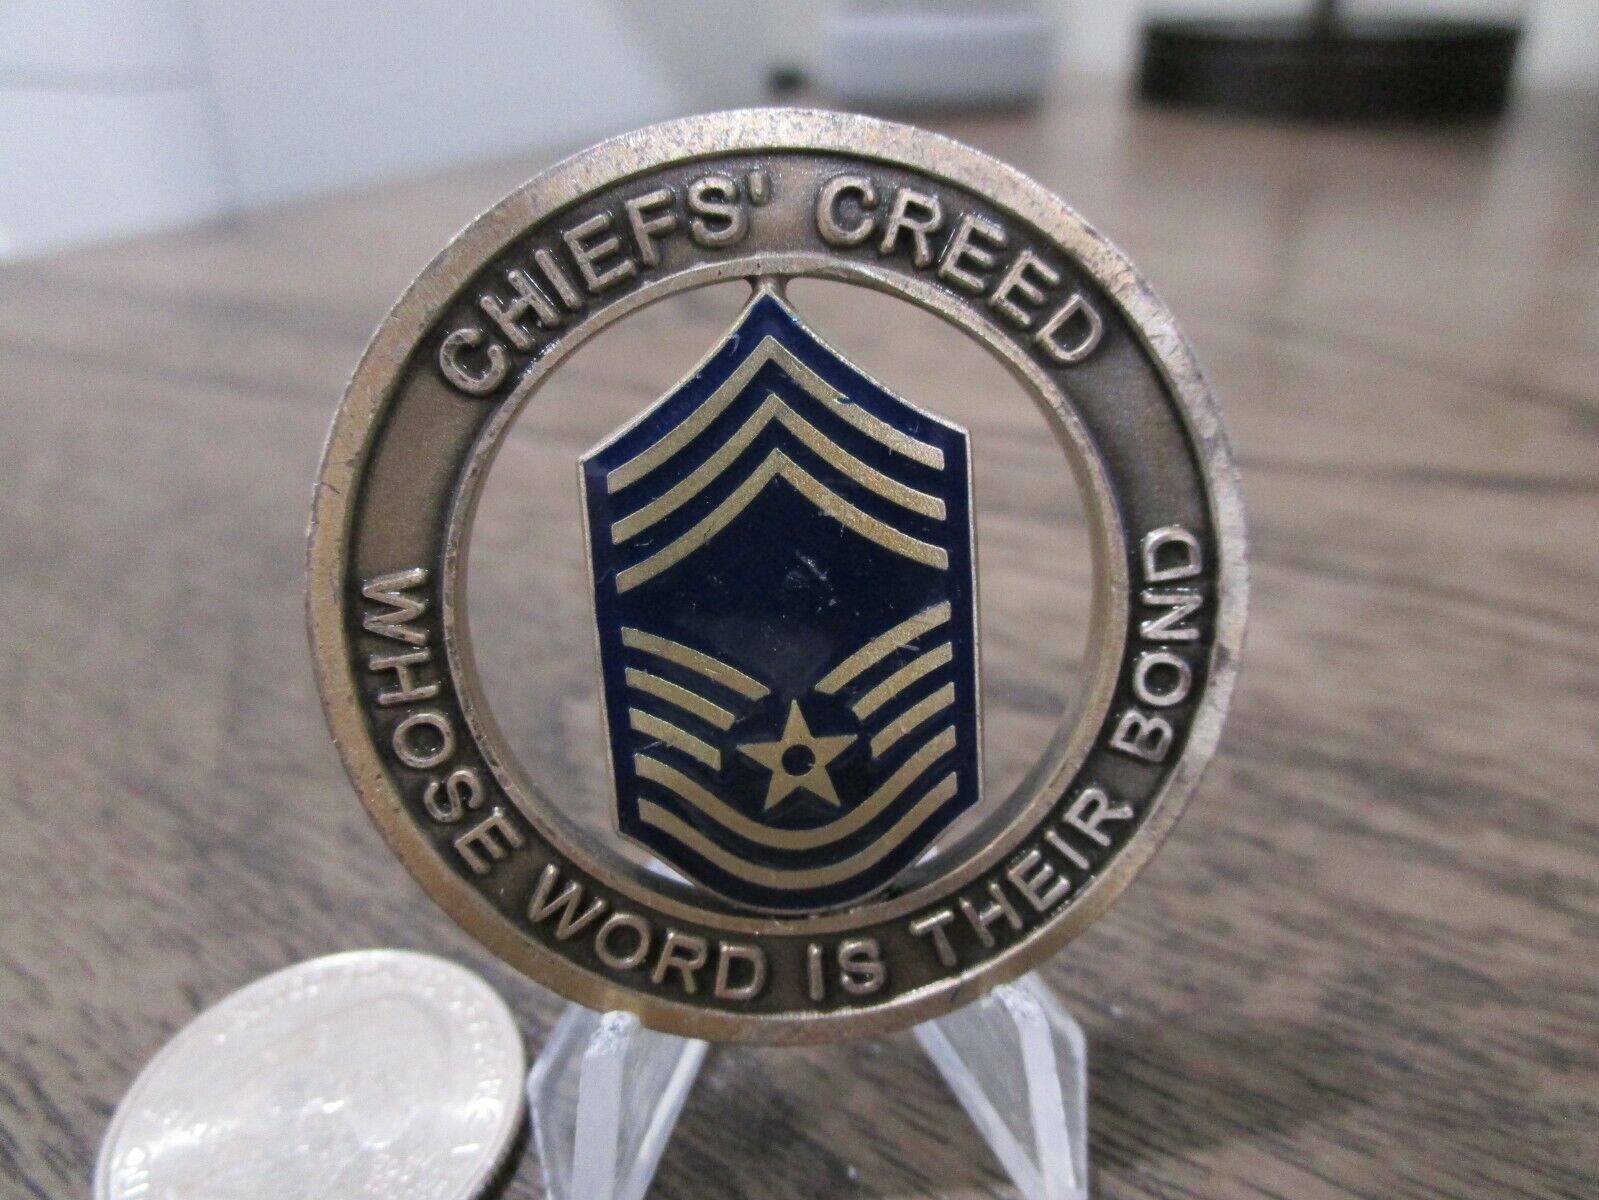 CHIEFS' CREED
WHOSE WORD IS THEIR BOND